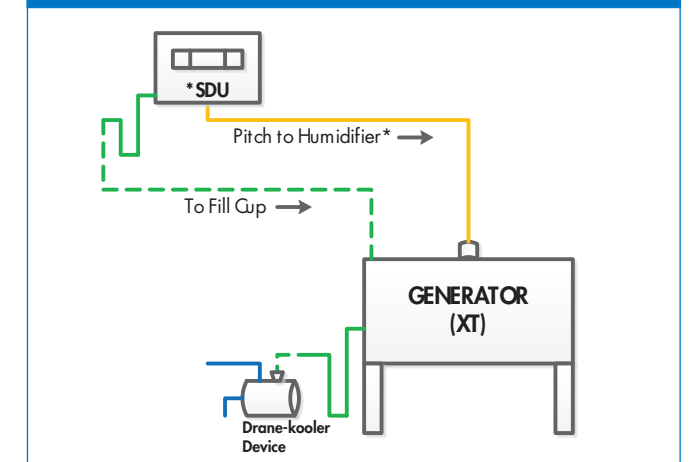 *SDU
Pitch to Humidifier*
To Fill Cup
GENERATOR
(XT)
Drane-kooler
Device